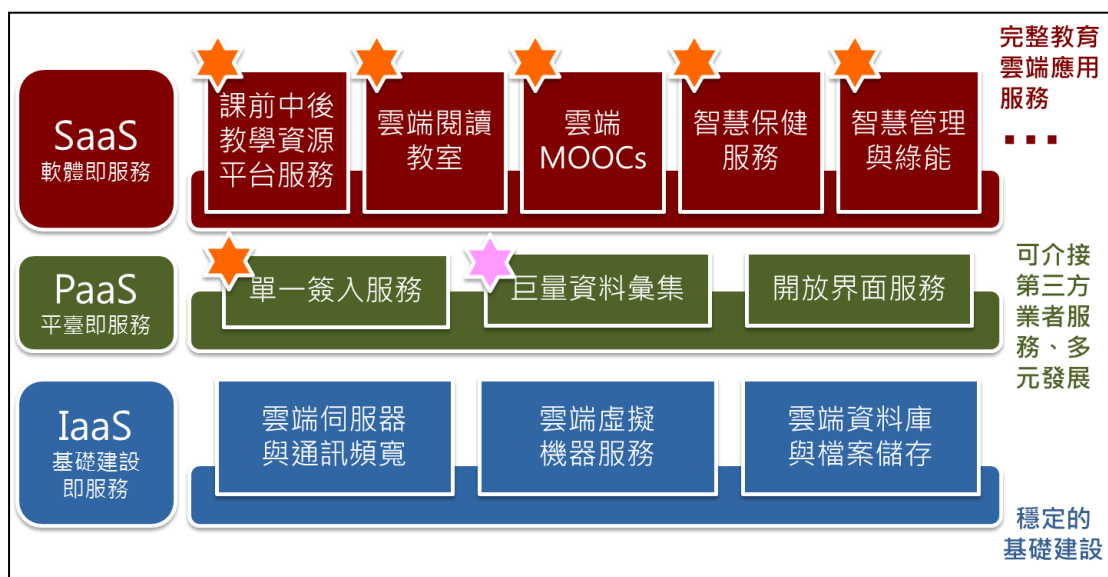 SaaS
軟體即服務
課前中後
教學資源
平台服務
雲端閱讀
教室
雲端
MOOCs
智慧保健
服務
智慧管理
與綠能
完整教育
雲端應用
服務
...
PaaS
平臺即服務
單一簽入服務
巨量資料彙集
開放界面服務
可介接
第三方
業者服
務、多
元發展
IaaS
基礎建設
即服務
雲端伺服器
與通訊頻寬
雲端虛擬
機器服務
雲端資料庫
與檔案儲存
穩定的
基礎建設